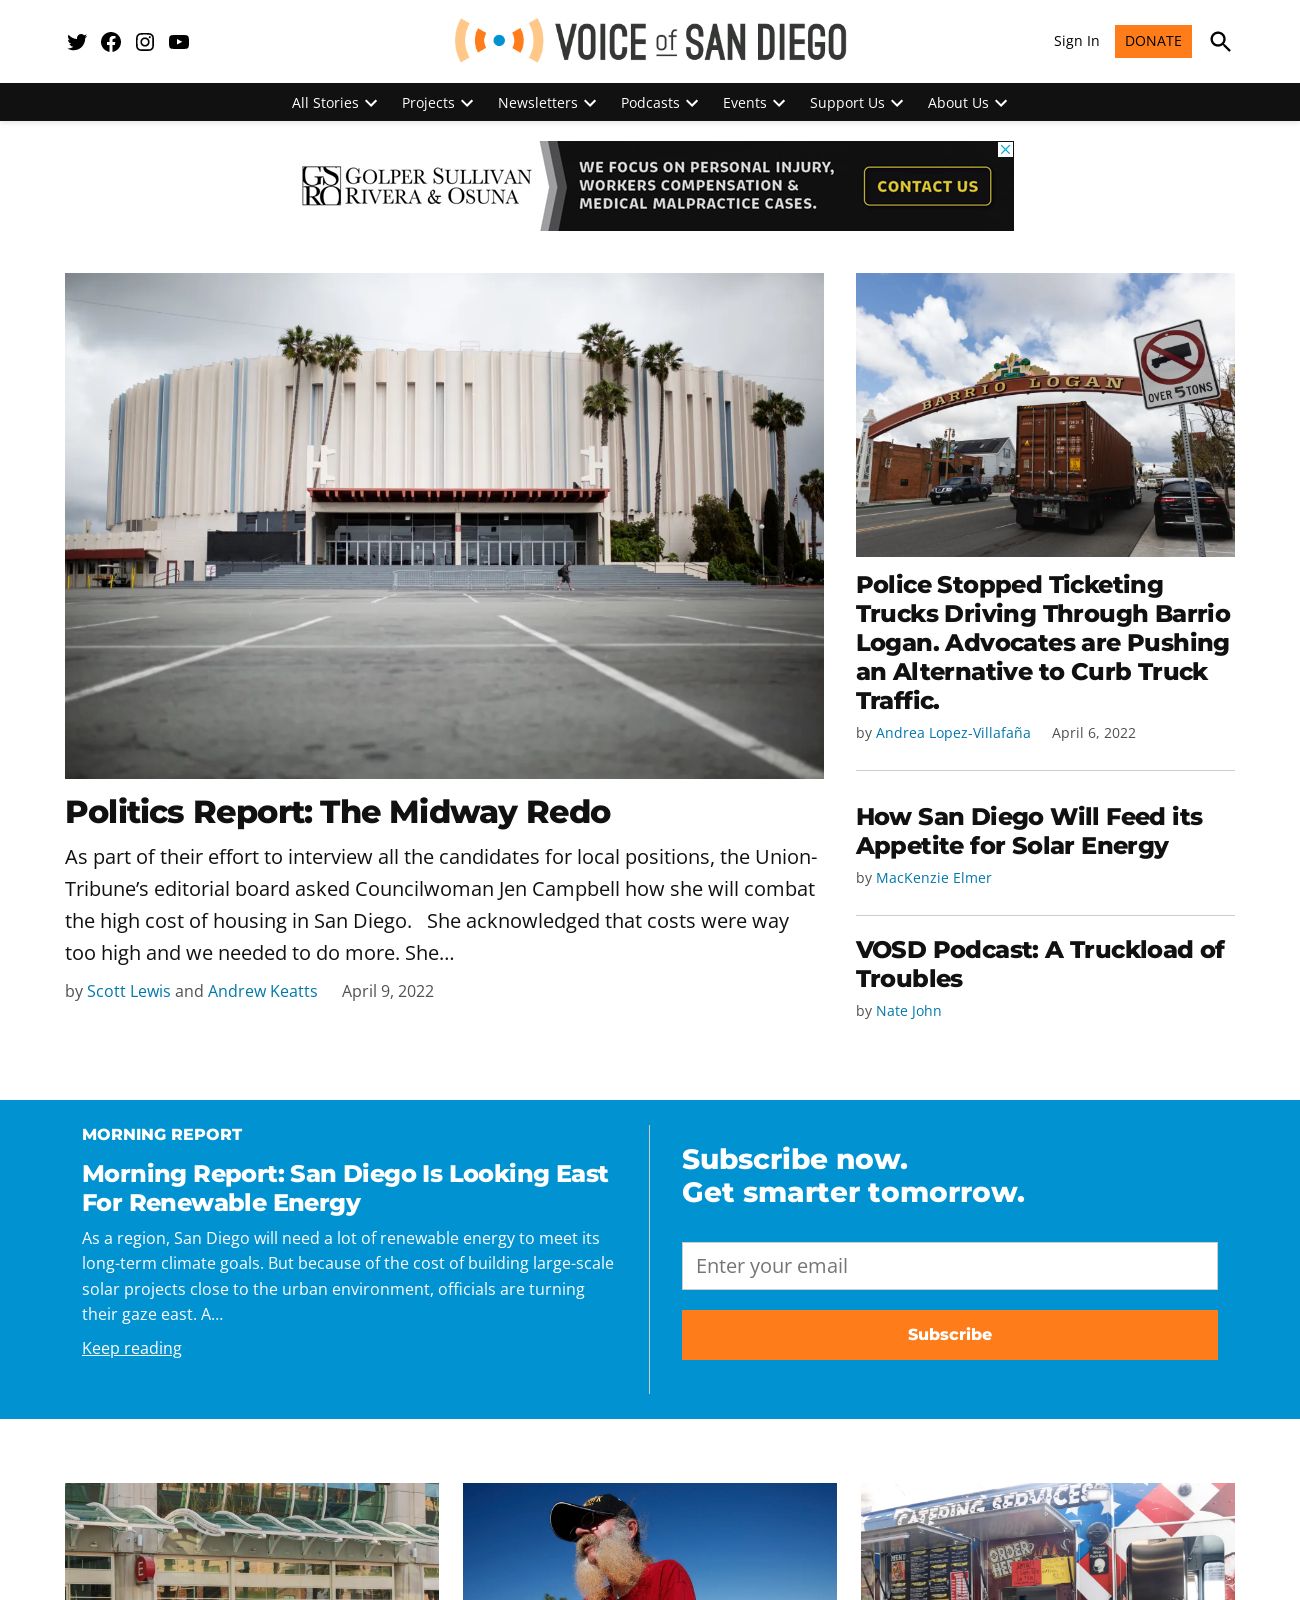 VOICE of SAN DIEGO
Sign In
DONATE
All Stories
Projects
Newsletters
Podcasts
Events
Support Us
About Us
GS
RO
GOLPER SULLIVAN
RIVERA & OSUNA
WE FOCUS ON PERSONAL INJURY,
WORKERS COMPENSATION &
MEDICAL MALPRACTICE CASES.
CONTACT US
Politics Report: The Midway Redo
As part of their effort to interview all the candidates for local positions, the Union-
Tribune’s editorial board asked Councilwoman Jen Campbell how she will combat
the high cost of housing in San Diego.   She acknowledged that costs were way
too high and we needed to do more. She…
by Scott Lewis and Andrew Keatts April 9, 2022
BARRIO LOGAN
OVER 5 TONS
Police Stopped Ticketing
Trucks Driving Through Barrio
Logan. Advocates are Pushing
an Alternative to Curb Truck
Traffic.
by Andrea Lopez-Villafaña April 6, 2022
How San Diego Will Feed its
Appetite for Solar Energy
by MacKenzie Elmer
VOSD Podcast: A Truckload of
Troubles
by Nate John
MORNING REPORT
Morning Report: San Diego Is Looking East
For Renewable Energy
As a region, San Diego will need a lot of renewable energy to meet its
long-term climate goals. But because of the cost of building large-scale
solar projects close to the urban environment, officials are turning
their gaze east. A…
Keep reading
Subscribe now.
Get smarter tomorrow.
Enter your email
Subscribe
E
CATERING SERVICES
MENU
ORDER
HERE